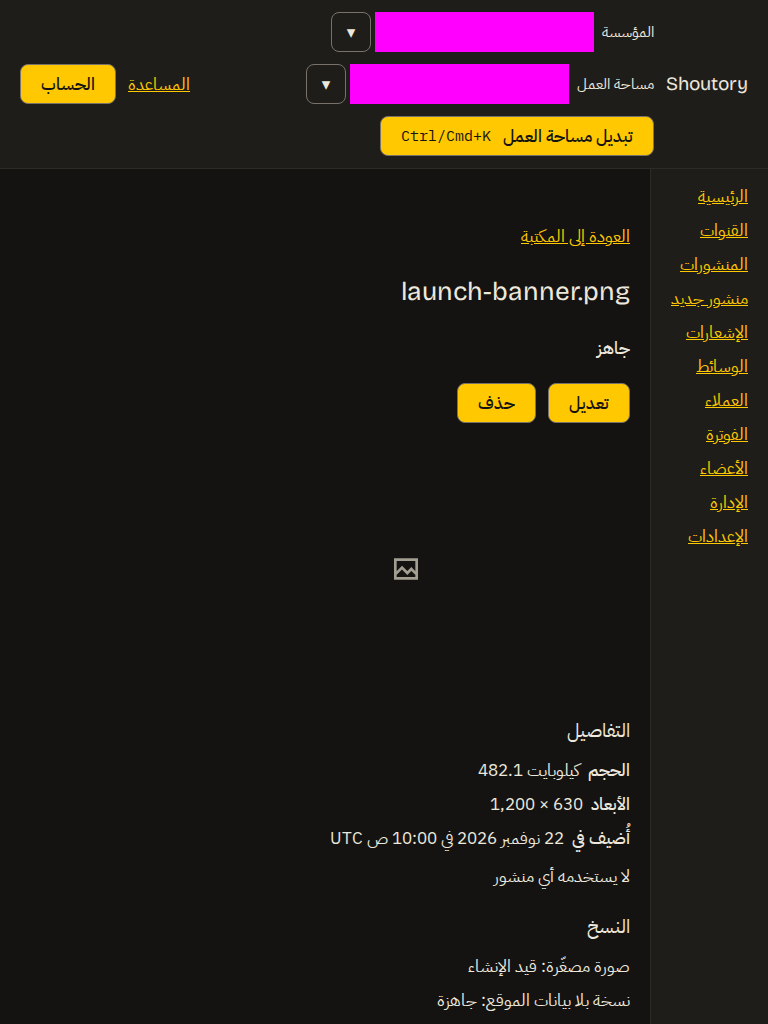 المؤسسة
▼
Shoutory
مساحة العمل
▼
المساعدة
الحساب
تبديل مساحة العمل Ctrl/Cmd+K
الرئيسية
القنوات
المنشورات
منشور جديد
الإشعارات
الوسائط
العملاء
الفوترة
الأعضاء
الإدارة
الإعدادات
العودة إلى المكتبة
launch-banner.png
جاهز
تعديل
حذف
التفاصيل
الحجم 482.1 كيلوبايت
الأبعاد 1,200 × 630
أُضيف في 22 نوفمبر 2026 في 10:00 ص UTC
لا يستخدمه أي منشور
النسخ
صورة مصغّرة: قيد الإنشاء
نسخة بلا بيانات الموقع: جاهزة